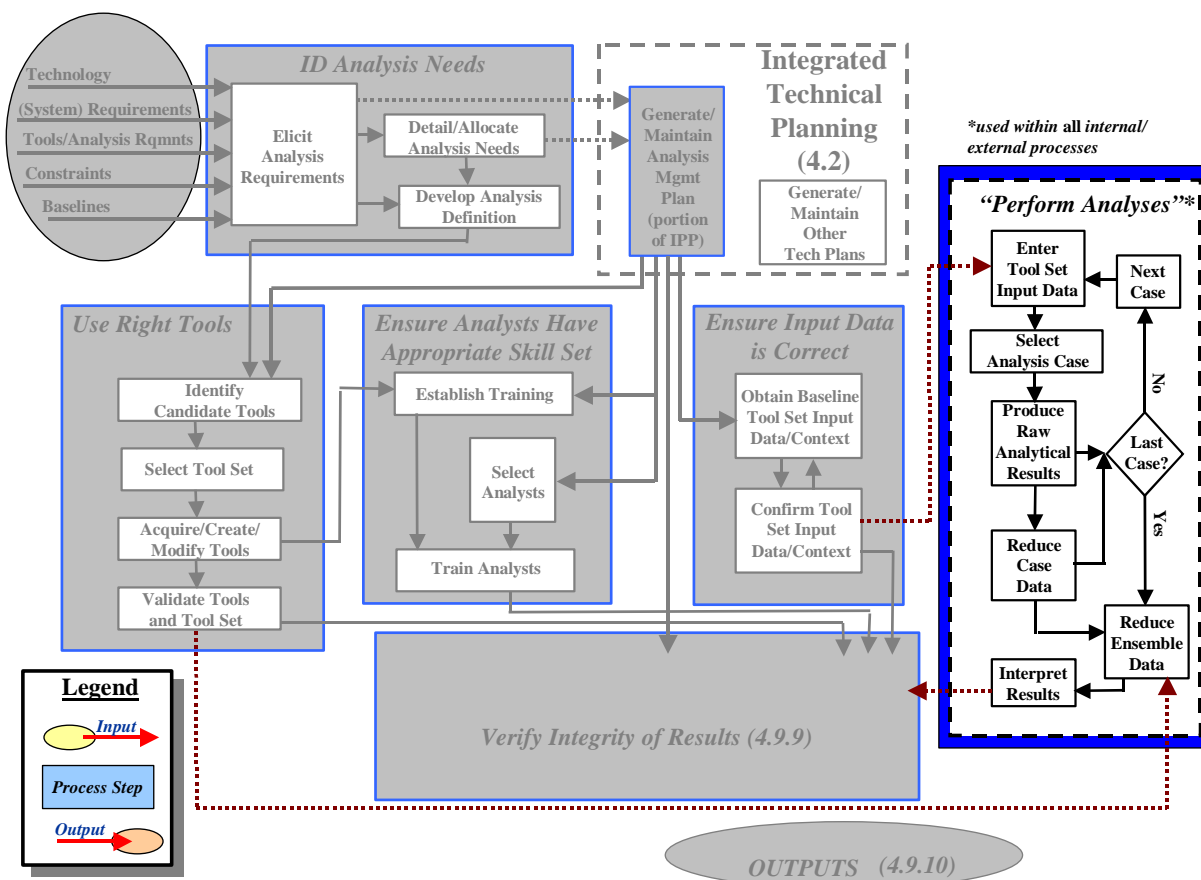 Technology
(System) Requirements
Tools/Analysis Rqmnts
Constraints
Baselines
ID Analysis Needs
Elicit
Analysis
Requirements
Detail/Allocate
Analysis Needs
Develop Analysis
Definition
Generate/
Maintain
Analysis
Mgmt
Plan
(portion
of IPP)
Integrated
Technical
Planning
(4.2)
Generate/
Maintain
Other
Tech Plans
*used within all internal/
external processes
“Perform Analyses”*
Enter
Tool Set
Input Data
Next
Case
Select
Analysis Case
No
Produce
Raw
Analytical
Results
Last
Case?
Yes
Reduce
Case
Data
Reduce
Ensemble
Data
Interpret
Results
Use Right Tools
Identify
Candidate Tools
Select Tool Set
Acquire/Create/
Modify Tools
Validate Tools
and Tool Set
Ensure Analysts Have
Appropriate Skill Set
Establish Training
Select
Analysts
Train Analysts
Ensure Input Data
is Correct
Obtain Baseline
Tool Set Input
Data/Context
Confirm Tool
Set Input
Data/Context
Verify Integrity of Results (4.9.9)
Legend
Input
Process Step
Output
OUTPUTS (4.9.10)